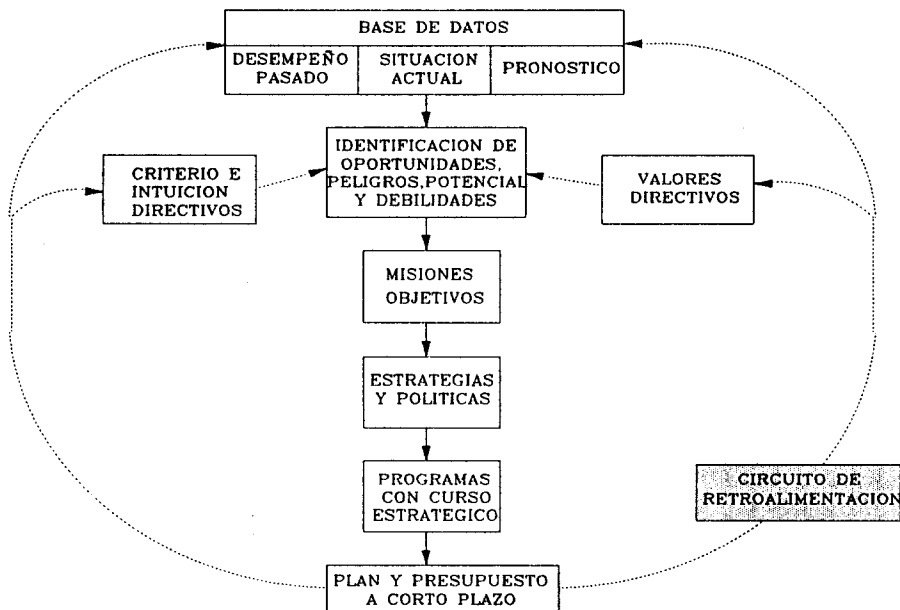 BASE DE DATOS
DESEMPEÑO
PASADO
SITUACION
ACTUAL
PRONOSTICO
IDENTIFICACION DE
OPORTUNIDADES,
PELIGROS,POTENCIAL
Y DEBILIDADES
CRITERIO E
INTUICION
DIRECTIVOS
VALORES
DIRECTIVOS
MISIONES
OBJETIVOS
ESTRATEGIAS
Y POLITICAS
PROGRAMAS
CON CURSO
ESTRATEGICO
CIRCUITO DE
RETROALIMENTACION
PLAN Y PRESUPUESTO
A CORTO PLAZO